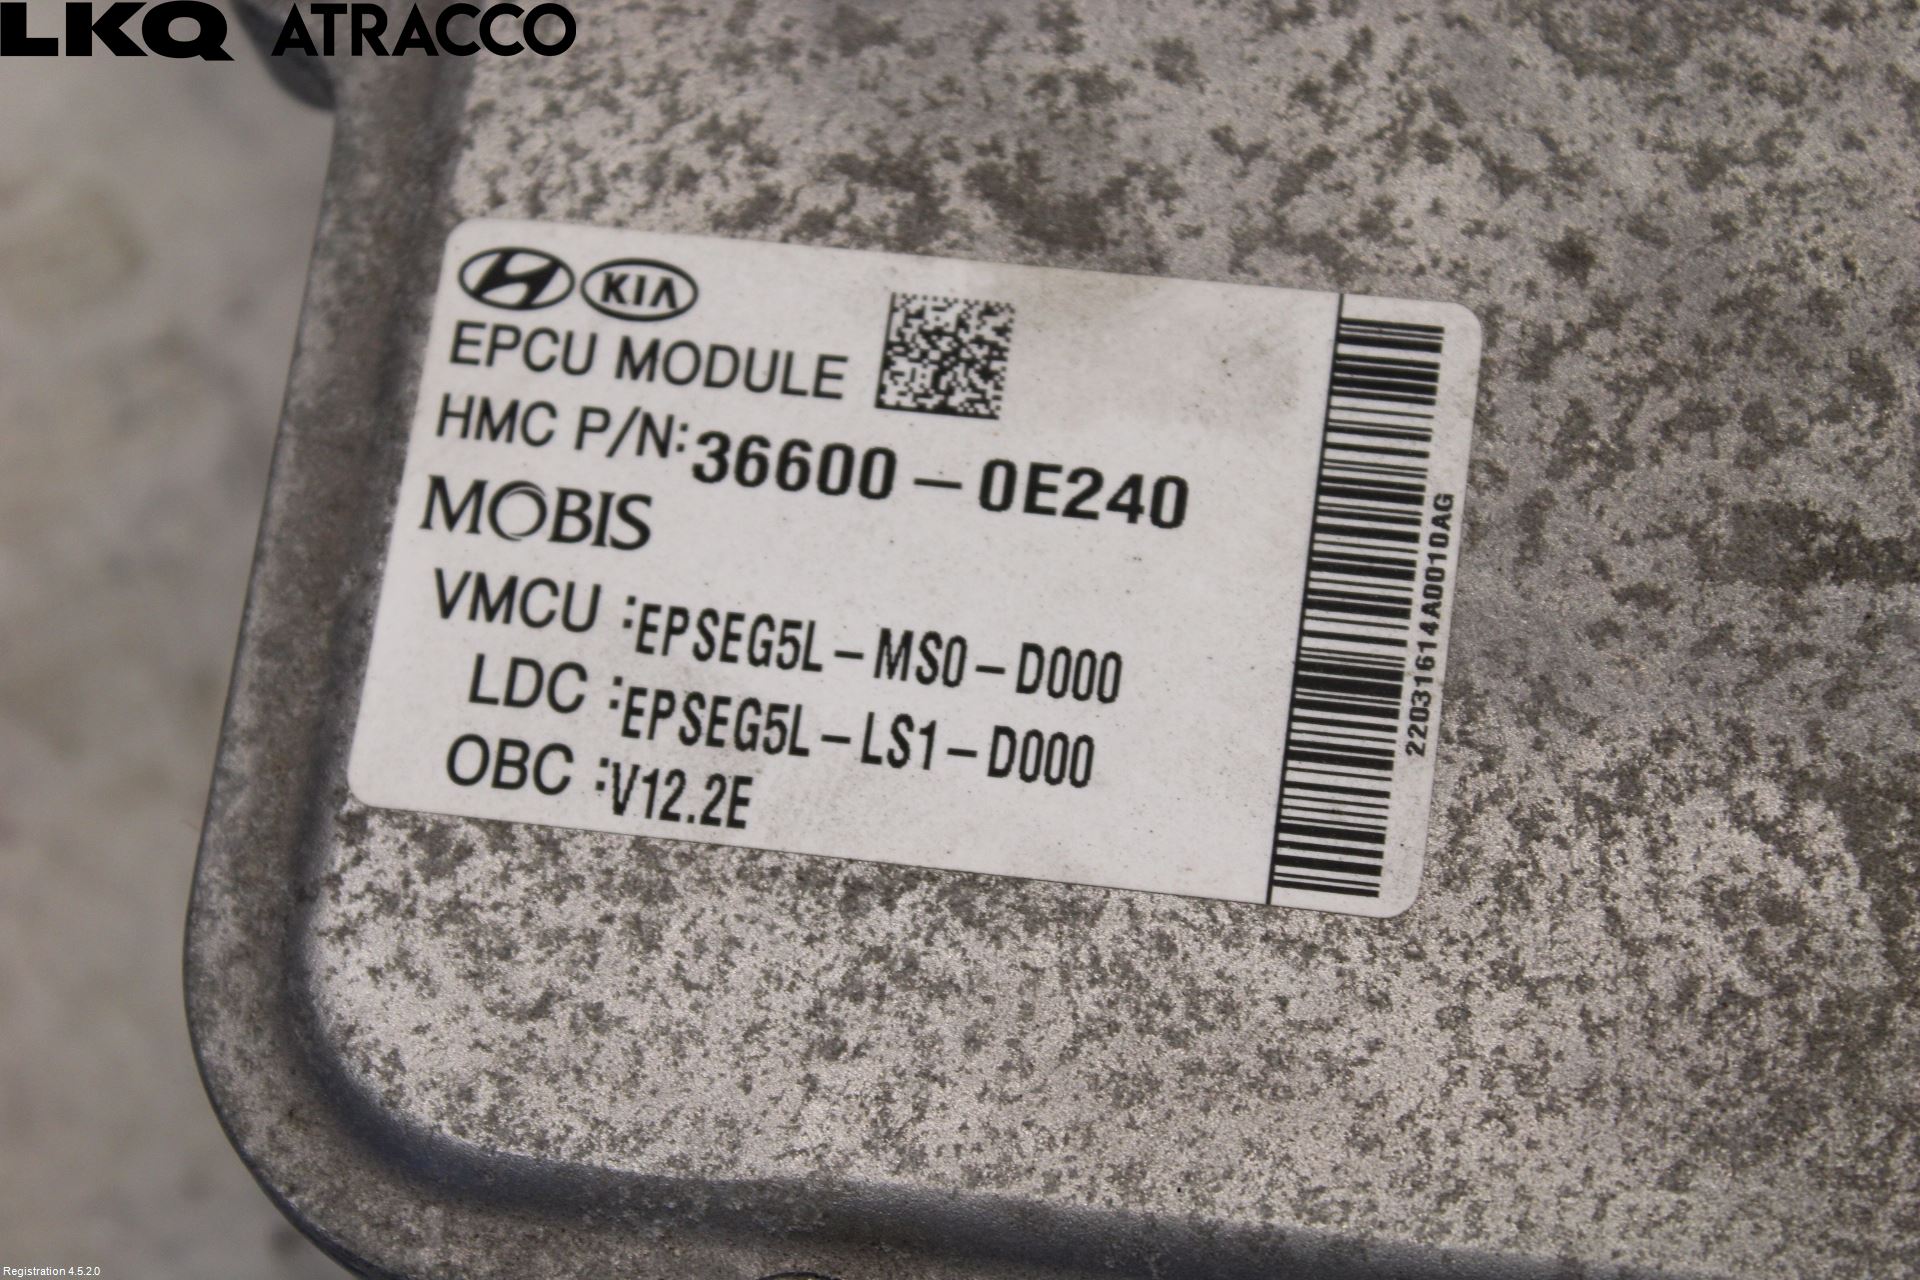 LKQ ATRACCO
KIA
EPCU MODULE
HMC P/N: 36600-0E240
MOBIS
VMCU :EPSEG5L-MS0-D000
LDC :EPSEG5L-LS1-D000
OBC :V12.2E
22031614A0010AG
Registration 4.5.2.0